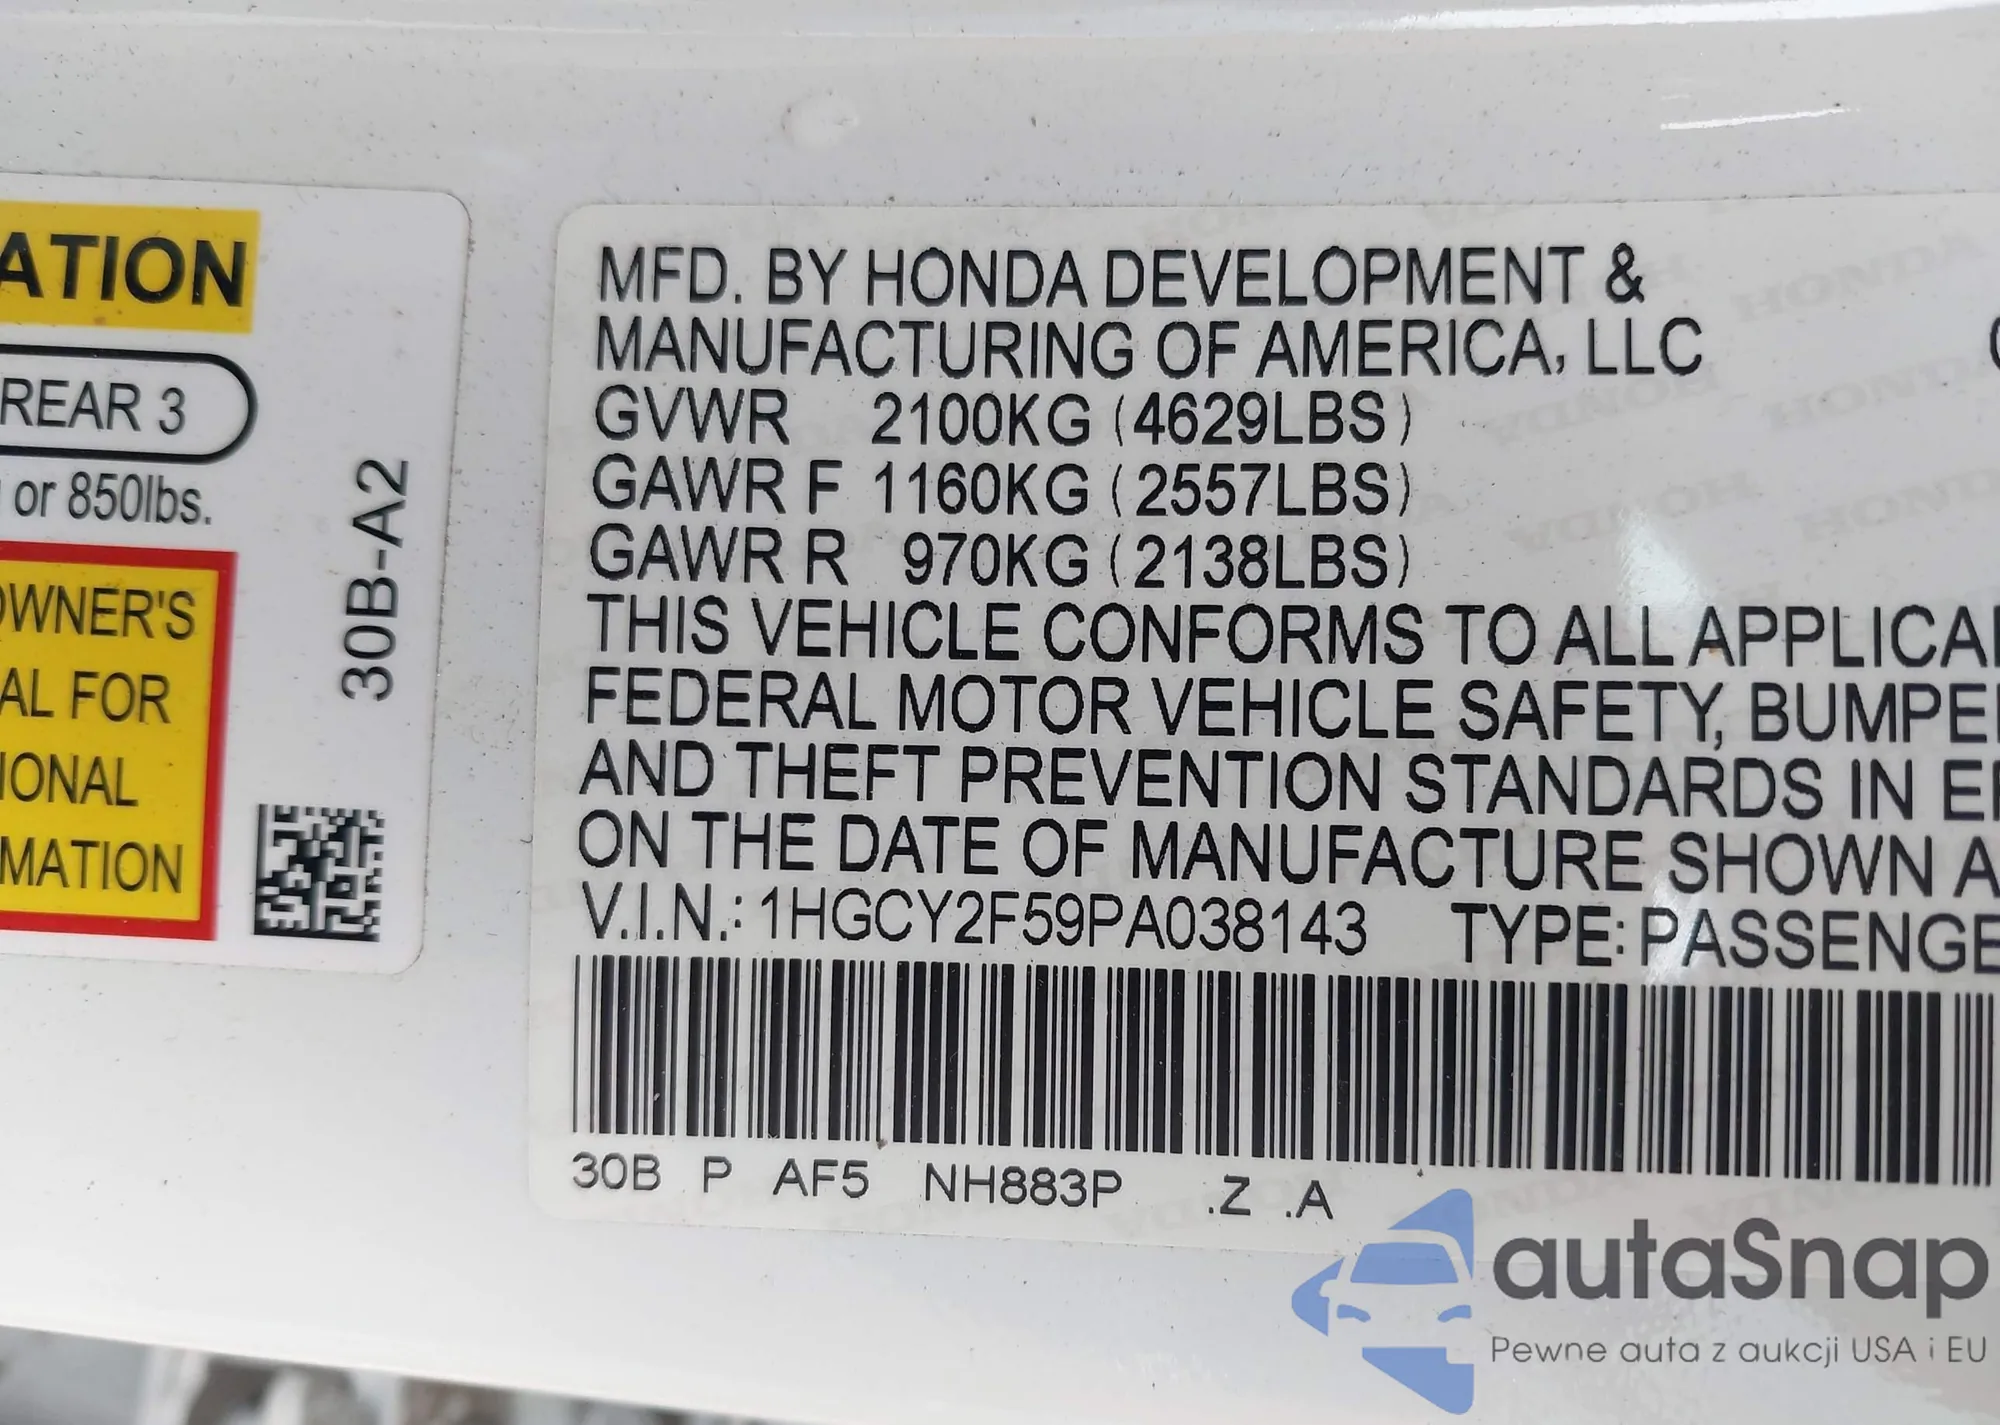 ATION
REAR 3
or 850lbs.
OWNER'S
AL FOR
IONAL
MATION
30B-A2
MFD. BY HONDA DEVELOPMENT &
MANUFACTURING OF AMERICA, LLC
GVWR 2100KG (4629LBS)
GAWR F 1160KG (2557LBS)
GAWR R 970KG (2138LBS)
THIS VEHICLE CONFORMS TO ALL APPLICA
FEDERAL MOTOR VEHICLE SAFETY, BUMPE
AND THEFT PREVENTION STANDARDS IN E
ON THE DATE OF MANUFACTURE SHOWN A
V.I.N.: 1HGCY2F59PA038143 TYPE: PASSENGE
30B P AF5 NH883P .Z .A
autaSnap
Pewne auta z aukcji USA i EU